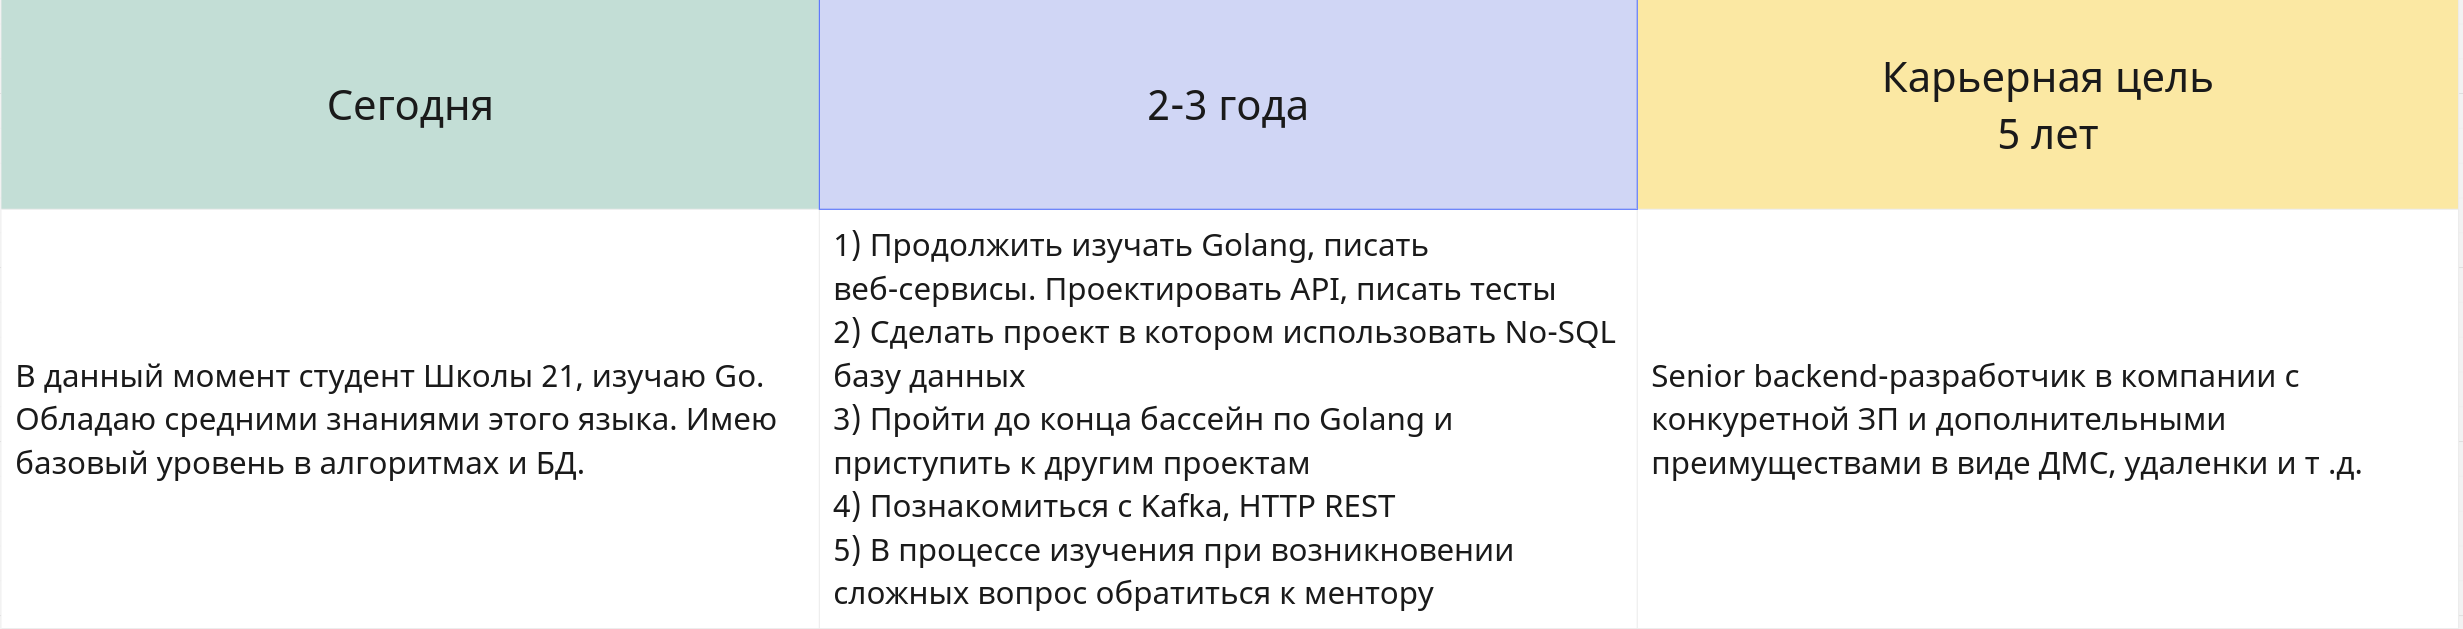 Сегодня
2-3 года
Карьерная цель
5 лет
В данный момент студент Школы 21, изучаю Go.
Обладаю средними знаниями этого языка. Имею
базовый уровень в алгоритмах и БД.
1) Продолжить изучать Golang, писать
веб-сервисы. Проектировать API, писать тесты
2) Сделать проект в котором использовать No-SQL
базу данных
3) Пройти до конца бассейн по Golang и
приступить к другим проектам
4) Познакомиться с Kafka, HTTP REST
5) В процессе изучения при возникновении
сложных вопрос обратиться к ментору
Senior backend-разработчик в компании с
конкуретной ЗП и дополнительными
преимуществами в виде ДМС, удаленки и т .д.